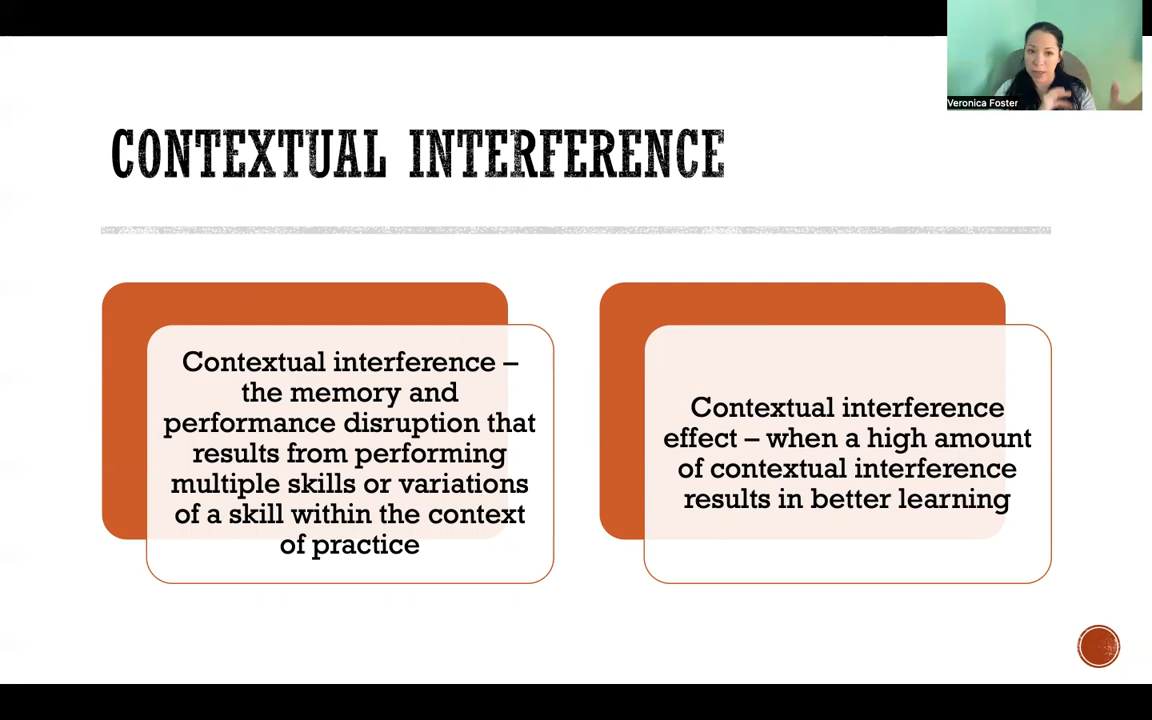 Veronica Foster
CONTEXTUAL INTERFERENCE
Contextual interference –
the memory and
performance disruption that
results from performing
multiple skills or variations
of a skill within the context
of practice
Contextual interference
effect – when a high amount
of contextual interference
results in better learning